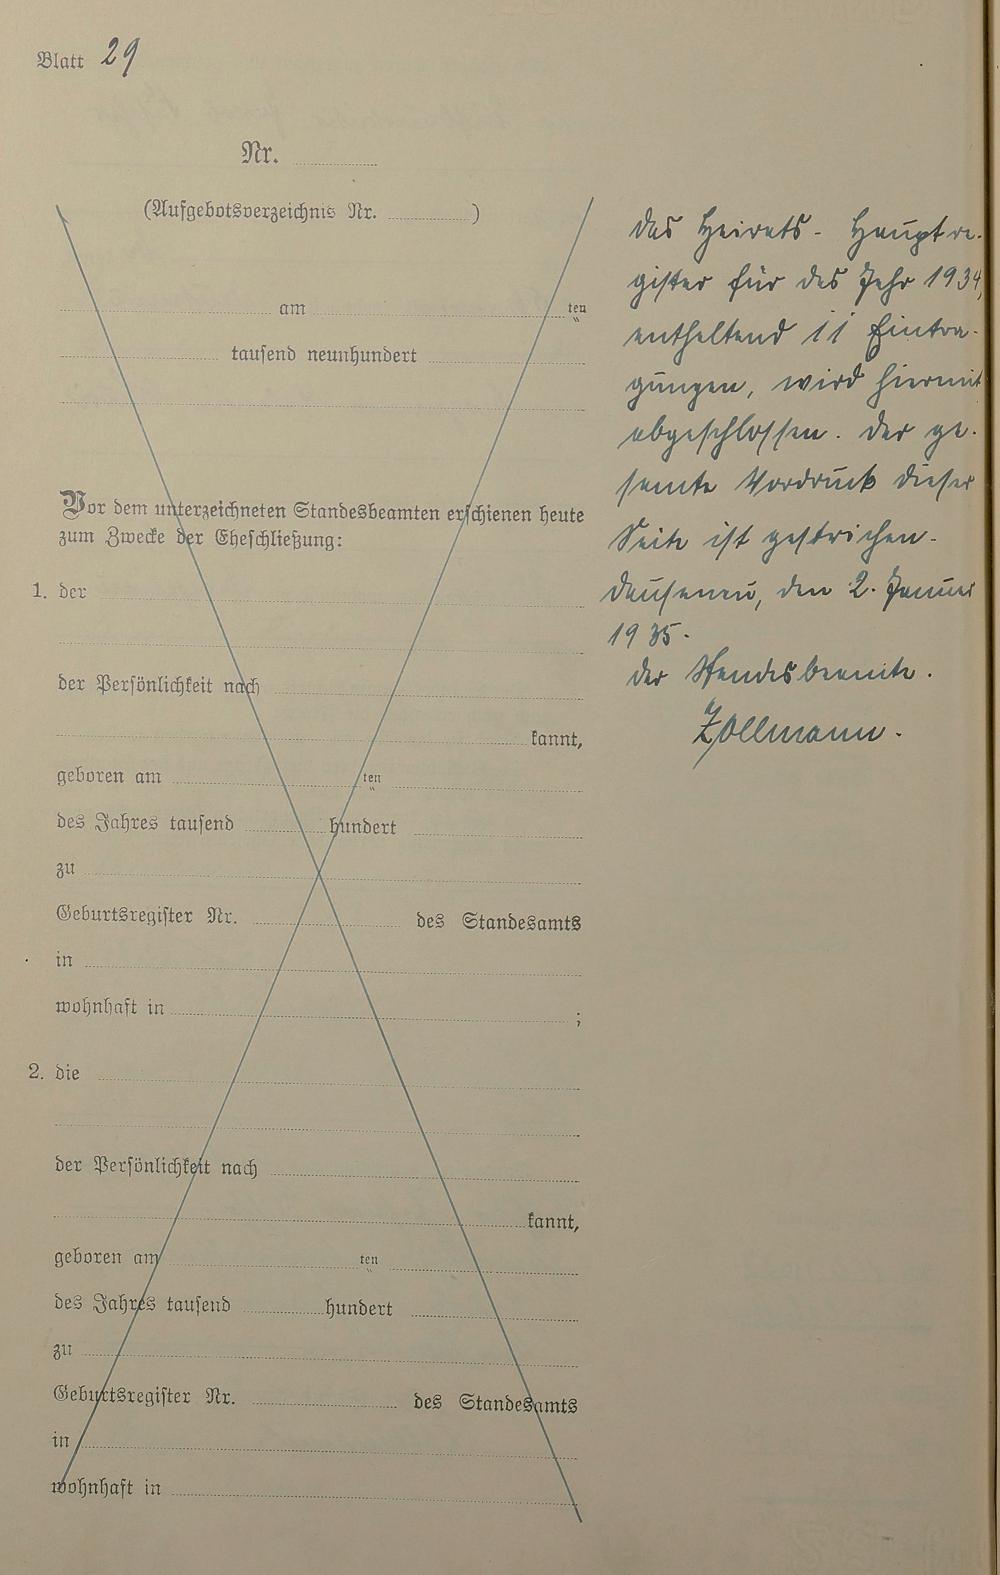 Blatt 29
Nr.
(Aufgebotsverzeichnis Nr. )
am ten
tausend neunhundert
Vor dem unterzeichneten Standesbeamten erschienen heute
zum Zwecke der Eheschließung:
1. der
der Persönlichkeit nach
kannt,
geboren am ten
des Jahres tausend hundert
zu
Geburtsregister Nr. des Standesamts
in
wohnhaft in ;
2. die
der Persönlichkeit nach
kannt,
geboren am ten
des Jahres tausend hundert
zu
Geburtsregister Nr. des Standesamts
in
wohnhaft in
Das Heirats- Hauptre-
gister für das Jahr 1934,
enthaltend 11 Eintra-
gungen, wird hiermit
abgeschlossen. Der ge-
samte Vordruck dieser
Seite ist gestrichen.
Dausenau, den 2. Januar
1935.
Der Standesbeamte.
Zollmann.